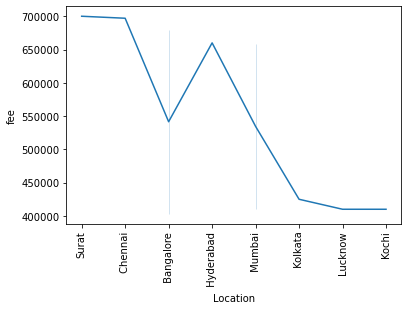 700000
650000
600000
550000
500000
450000
400000
fee
Surat
Chennai
Bangalore
Hyderabad
Mumbai
Kolkata
Lucknow
Kochi
Location